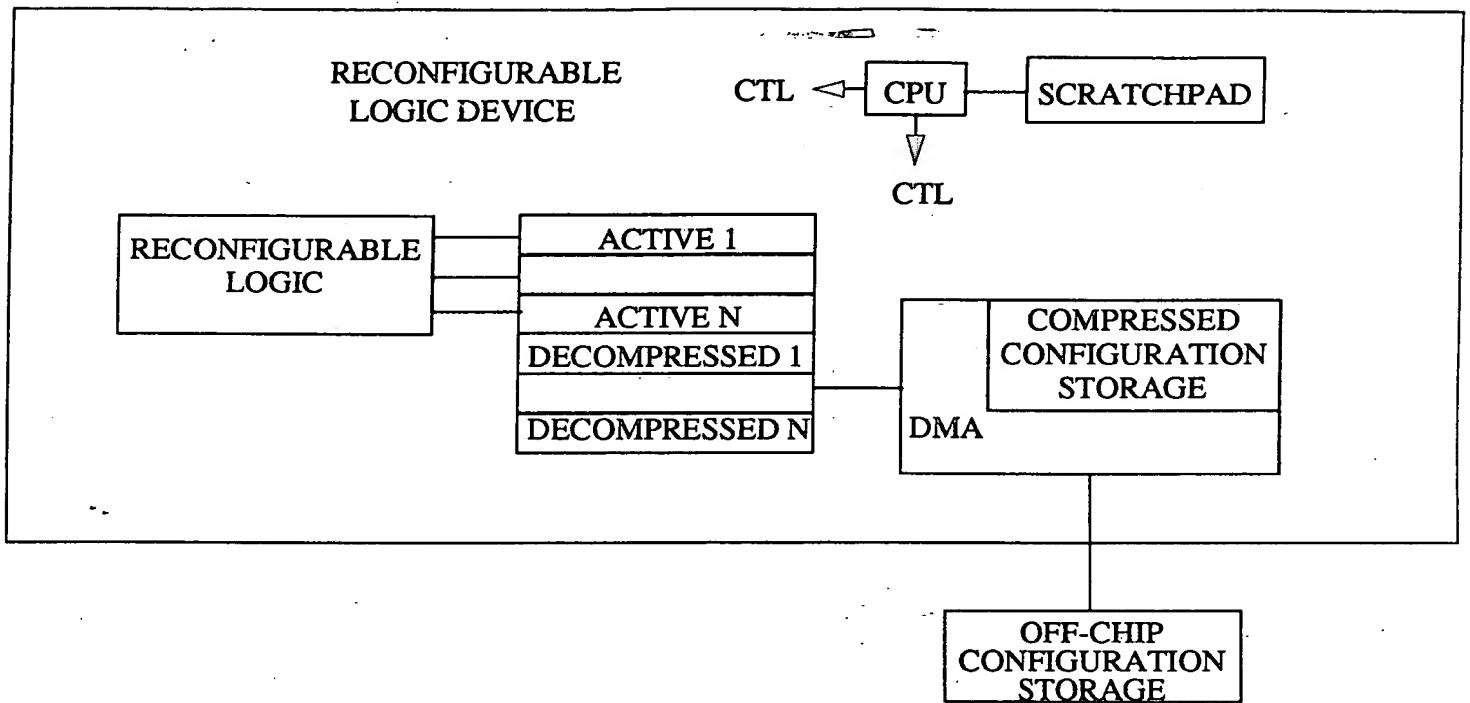 RECONFIGURABLE
LOGIC DEVICE
CTL
CPU
SCRATCHPAD
CTL
RECONFIGURABLE
LOGIC
ACTIVE 1
ACTIVE N
DECOMPRESSED 1
DECOMPRESSED N
DMA
COMPRESSED
CONFIGURATION
STORAGE
OFF-CHIP
CONFIGURATION
STORAGE